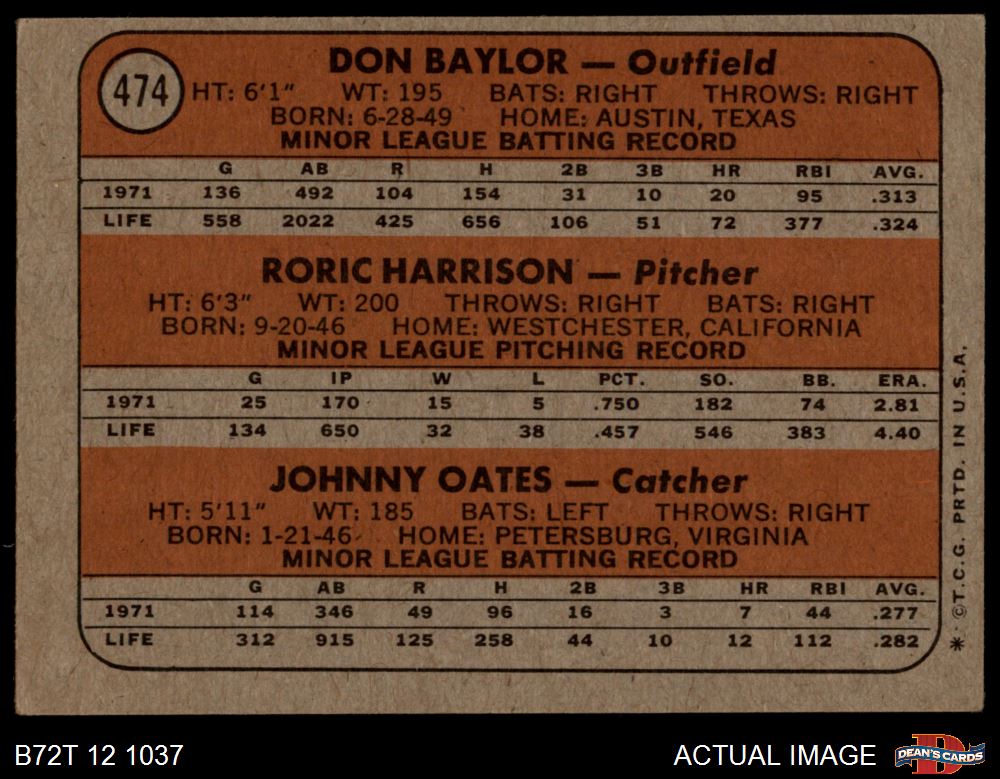 474
DON BAYLOR — Outfield
HT: 6'1" WT: 195 BATS: RIGHT THROWS: RIGHT
BORN: 6-28-49 HOME: AUSTIN, TEXAS
MINOR LEAGUE BATTING RECORD
G AB R H 2B 3B HR RBI AVG.
1971 136 492 104 154 31 10 20 95 .313
LIFE 558 2022 425 656 106 51 72 377 .324
RORIC HARRISON — Pitcher
HT: 6'3" WT: 200 THROWS: RIGHT BATS: RIGHT
BORN: 9-20-46 HOME: WESTCHESTER, CALIFORNIA
MINOR LEAGUE PITCHING RECORD
G IP W L PCT. SO. BB. ERA.
1971 25 170 15 5 .750 182 74 2.81
LIFE 134 650 32 38 .457 546 383 4.40
JOHNNY OATES — Catcher
HT: 5'11" WT: 185 BATS: LEFT THROWS: RIGHT
BORN: 1-21-46 HOME: PETERSBURG, VIRGINIA
MINOR LEAGUE BATTING RECORD
G AB R H 2B 3B HR RBI AVG.
1971 114 346 49 96 16 3 7 44 .277
LIFE 312 915 125 258 44 10 12 112 .282
* ©T.C.G. PRTD. IN U.S.A.
B72T 12 1037
ACTUAL IMAGE
D
DEAN'S CARDS